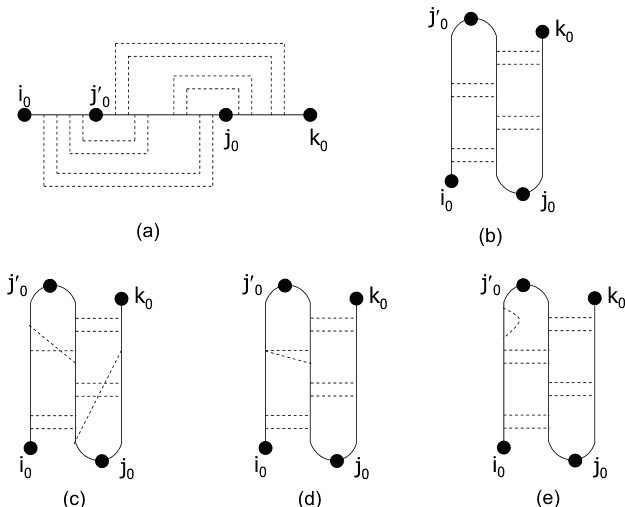 j′₀
k₀
i₀ j′₀
j₀ k₀
i₀ j₀
(a) (b)
j′₀ k₀ j′₀ k₀ j′₀ k₀
i₀ j₀ i₀ j₀ i₀ j₀
(c) (d) (e)